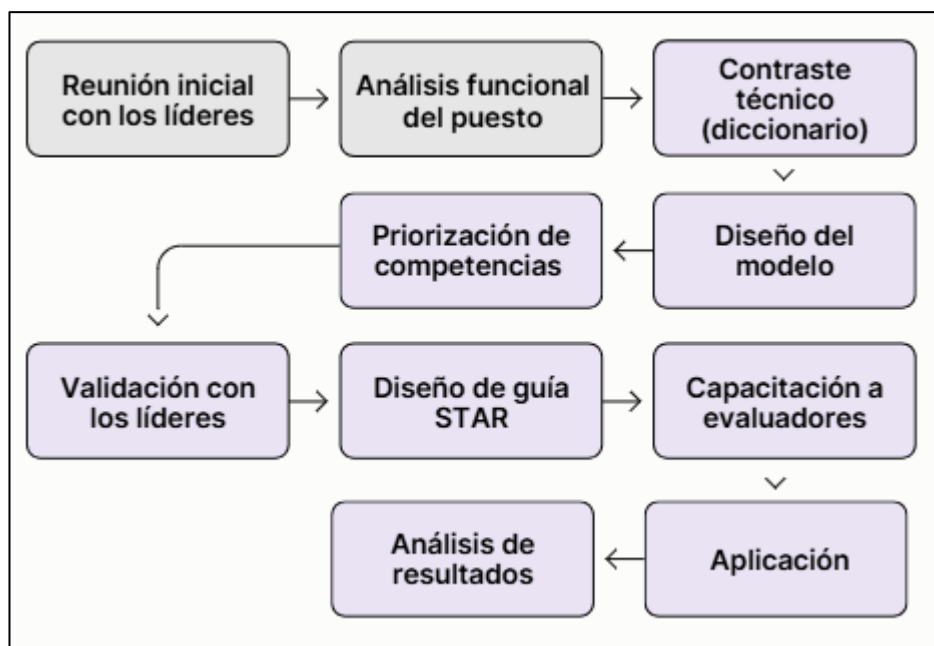 Reunión inicial
con los líderes
Análisis funcional
del puesto
Contraste
técnico
(diccionario)
Diseño del
modelo
Priorización de
competencias
Validación con
los líderes
Diseño de guía
STAR
Capacitación a
evaluadores
Aplicación
Análisis de
resultados